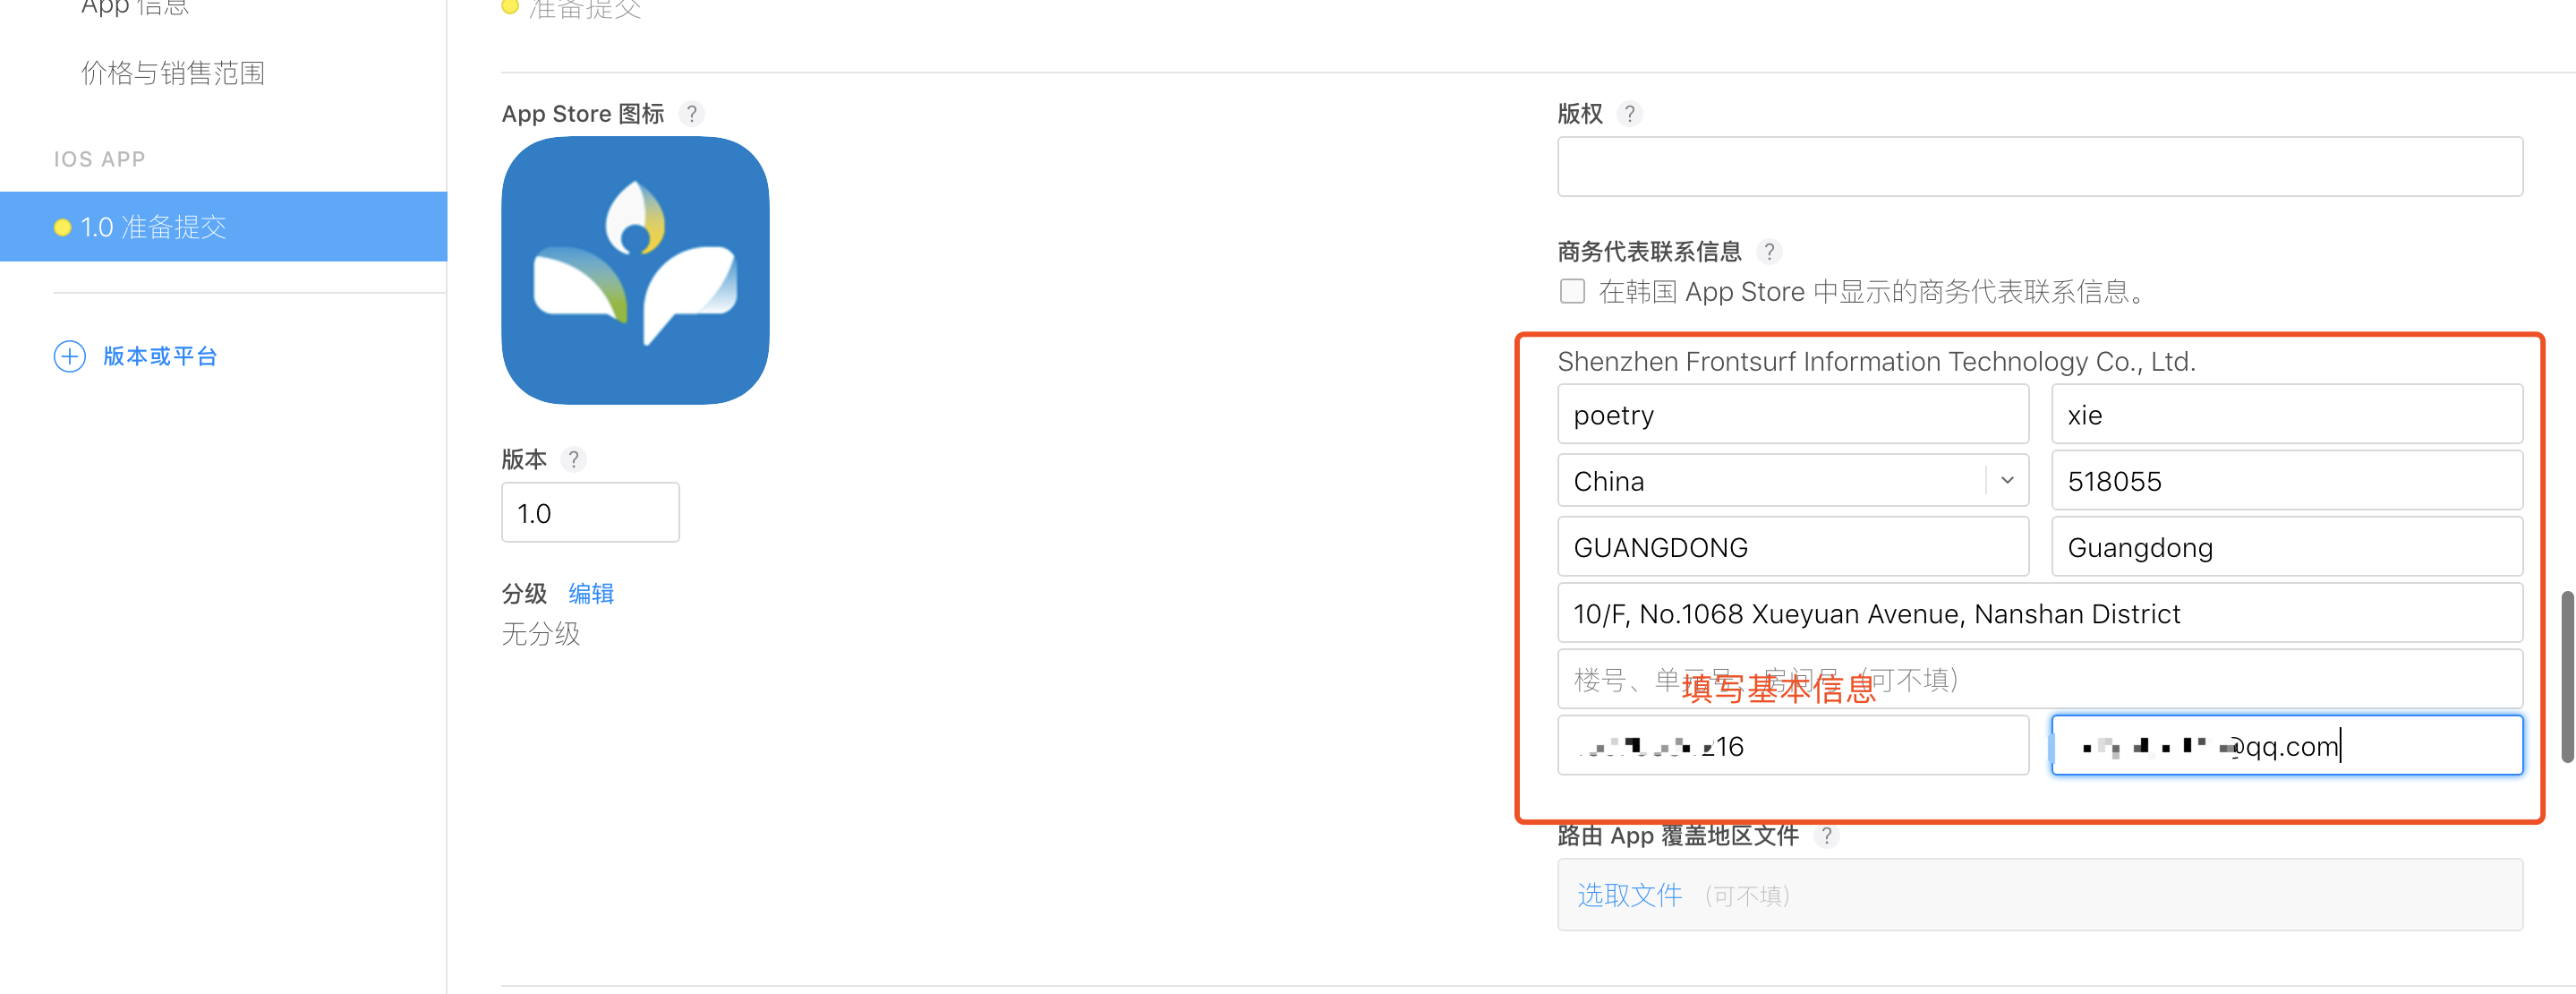 App 信息
价格与销售范围
IOS APP
1.0 准备提交
版本或平台
准备提交
App Store 图标 ?
版本 ?
1.0
分级 编辑
无分级
版权 ?
商务代表联系信息 ?
在韩国 App Store 中显示的商务代表联系信息。
Shenzhen Frontsurf Information Technology Co., Ltd.
poetry xie
China 518055
GUANGDONG Guangdong
10/F, No.1068 Xueyuan Avenue, Nanshan District
楼号、单元号、房间号 (可不填)
填写基本信息
216 @qq.com
路由 App 覆盖地区文件 ?
选取文件 (可不填)